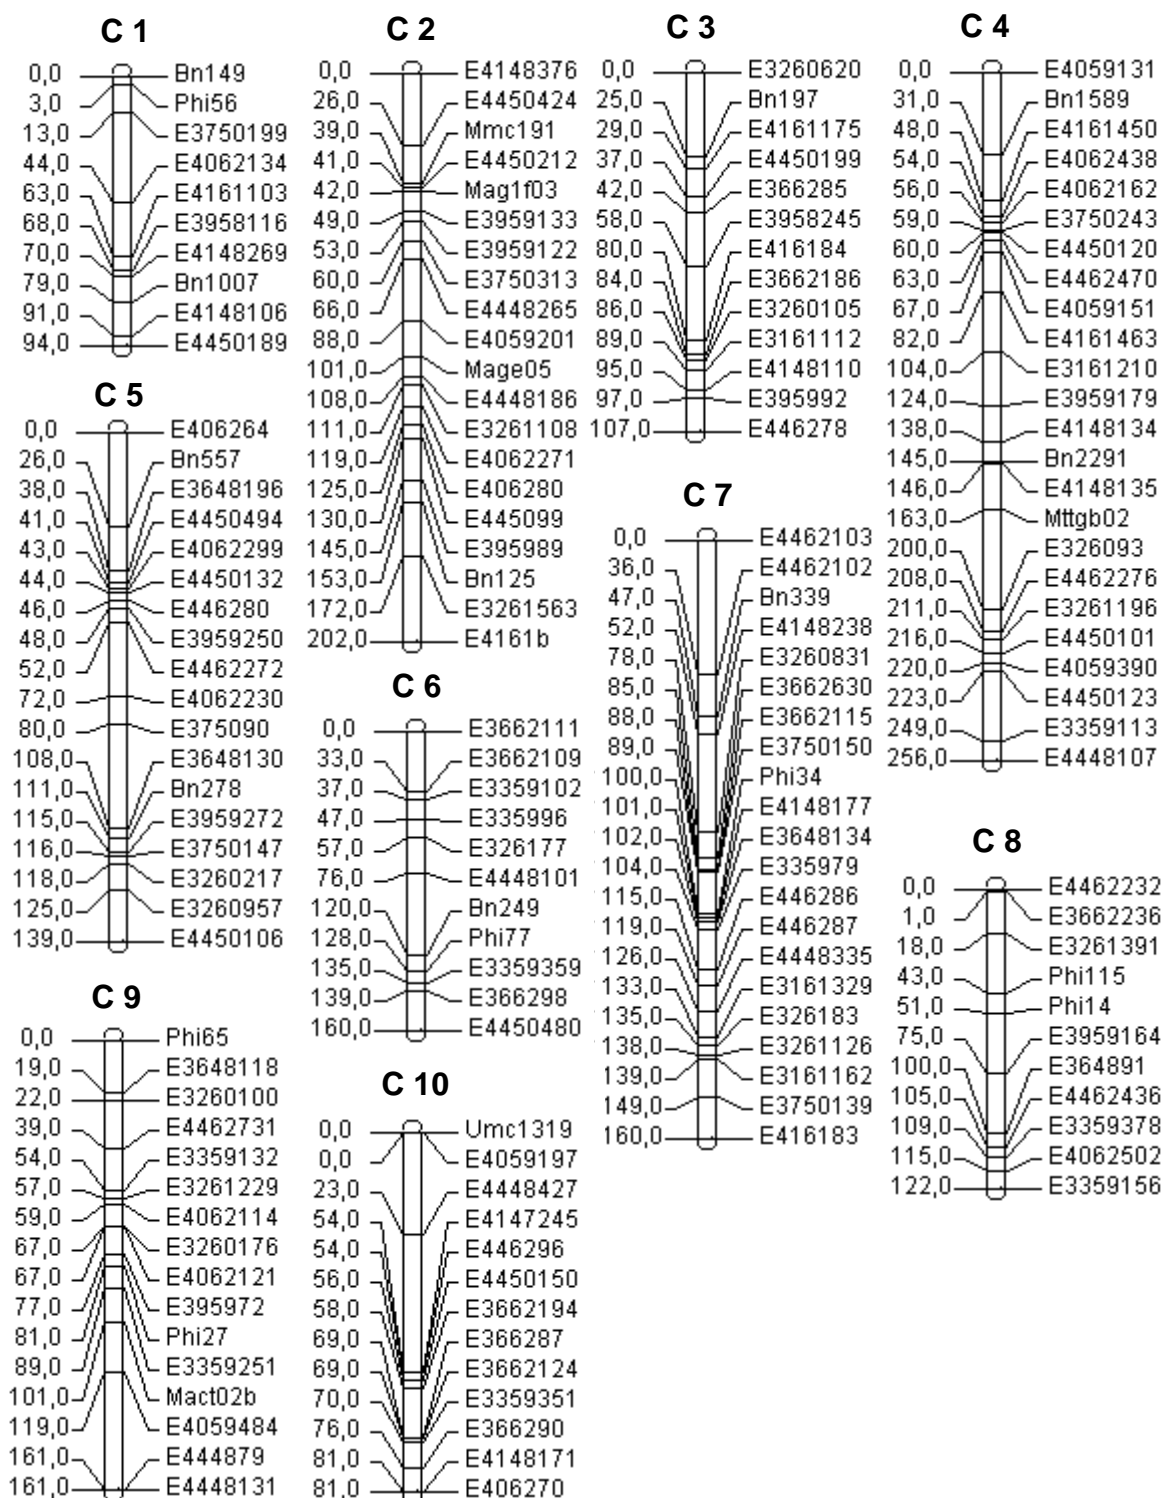 C 1
0,0 Bn149
3,0 Phi56
13,0 E3750199
44,0 E4062134
63,0 E4161103
68,0 E3958116
70,0 E4148269
79,0 Bn1007
91,0 E4148106
94,0 E4450189
C 2
0,0 E4148376
26,0 E4450424
39,0 Mmc191
41,0 E4450212
42,0 Mag1f03
49,0 E3959133
53,0 E3959122
60,0 E3750313
66,0 E4448265
88,0 E4059201
101,0 Mage05
108,0 E4448186
111,0 E3261108
119,0 E4062271
125,0 E406280
130,0 E445099
145,0 E395989
153,0 Bn125
172,0 E3261563
202,0 E4161b
C 3
0,0 E3260620
25,0 Bn197
29,0 E4161175
37,0 E4450199
42,0 E366285
58,0 E3958245
80,0 E416184
84,0 E3662186
86,0 E3260105
89,0 E3161112
95,0 E4148110
97,0 E395992
107,0 E446278
C 4
0,0 E4059131
31,0 Bn1589
48,0 E4161450
54,0 E4062438
56,0 E4062162
59,0 E3750243
60,0 E4450120
63,0 E4462470
67,0 E4059151
82,0 E4161463
104,0 E3161210
124,0 E3959179
138,0 E4148134
145,0 Bn2291
146,0 E4148135
163,0 Mttgb02
200,0 E326093
208,0 E4462276
211,0 E3261196
216,0 E4450101
220,0 E4059390
223,0 E4450123
249,0 E3359113
256,0 E4448107
C 5
0,0 E406264
26,0 Bn557
38,0 E3648196
41,0 E4450494
43,0 E4062299
44,0 E4450132
46,0 E446280
48,0 E3959250
52,0 E4462272
72,0 E4062230
80,0 E375090
108,0 E3648130
111,0 Bn278
115,0 E3959272
116,0 E3750147
118,0 E3260217
125,0 E3260957
139,0 E4450106
C 6
0,0 E3662111
33,0 E3662109
37,0 E3359102
47,0 E335996
57,0 E326177
76,0 E4448101
120,0 Bn249
128,0 Phi77
135,0 E3359359
139,0 E366298
160,0 E4450480
C 7
0,0 E4462103
36,0 E4462102
47,0 Bn339
52,0 E4148238
78,0 E3260831
85,0 E3662630
88,0 E3662115
89,0 E3750150
100,0 Phi34
101,0 E4148177
102,0 E3648134
104,0 E335979
115,0 E446286
119,0 E446287
126,0 E4448335
133,0 E3161329
135,0 E326183
138,0 E3261126
139,0 E3161162
149,0 E3750139
160,0 E416183
C 8
0,0 E4462232
1,0 E3662236
18,0 E3261391
43,0 Phi115
51,0 Phi14
75,0 E3959164
100,0 E364891
105,0 E4462436
109,0 E3359378
115,0 E4062502
122,0 E3359156
C 9
0,0 Phi65
19,0 E3648118
22,0 E3260100
39,0 E4462731
54,0 E3359132
57,0 E3261229
59,0 E4062114
67,0 E3260176
67,0 E4062121
77,0 E395972
81,0 Phi27
89,0 E3359251
101,0 Mact02b
119,0 E4059484
161,0 E444879
161,0 E4448131
C 10
0,0 Umc1319
0,0 E4059197
23,0 E4448427
54,0 E4147245
54,0 E446296
56,0 E4450150
58,0 E3662194
69,0 E366287
69,0 E3662124
70,0 E3359351
76,0 E366290
81,0 E4148171
81,0 E406270